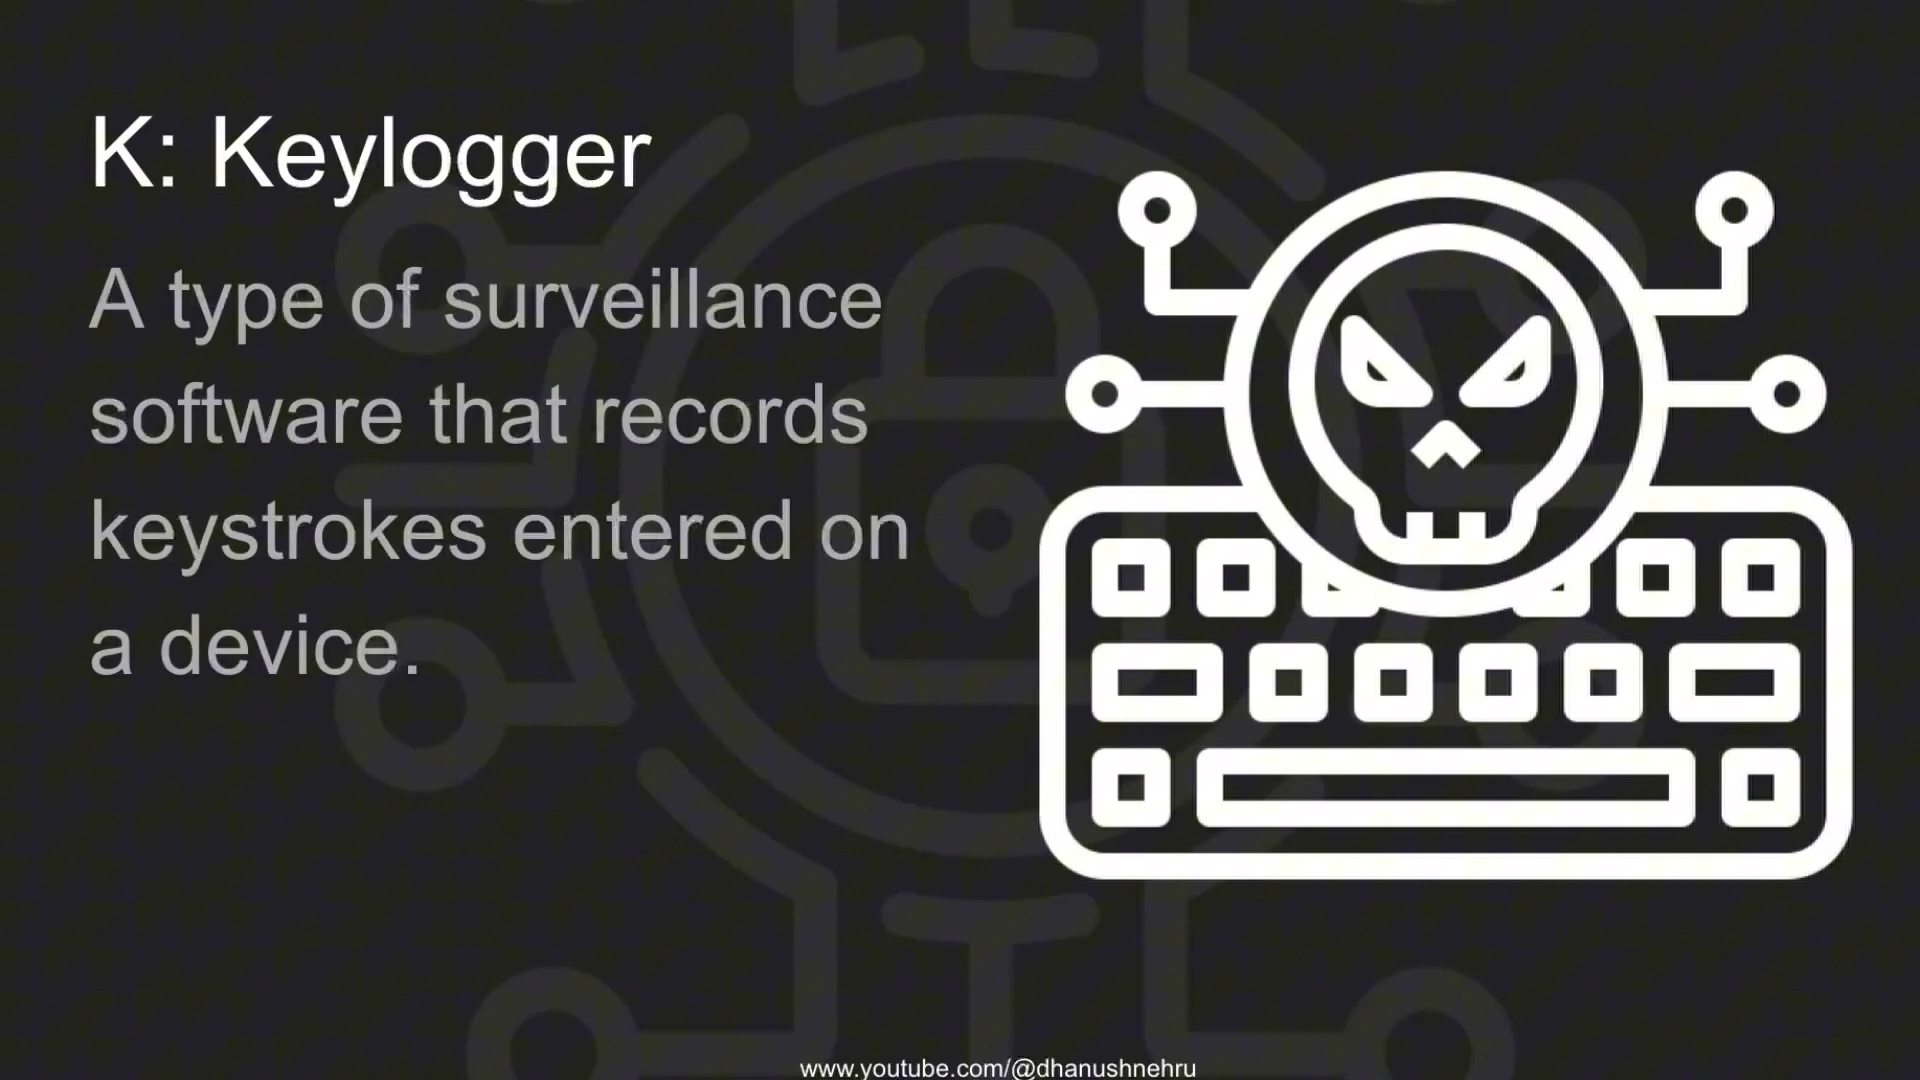 K: Keylogger
A type of surveillance
software that records
keystrokes entered on
a device.
www.youtube.com/@dhanushnehru